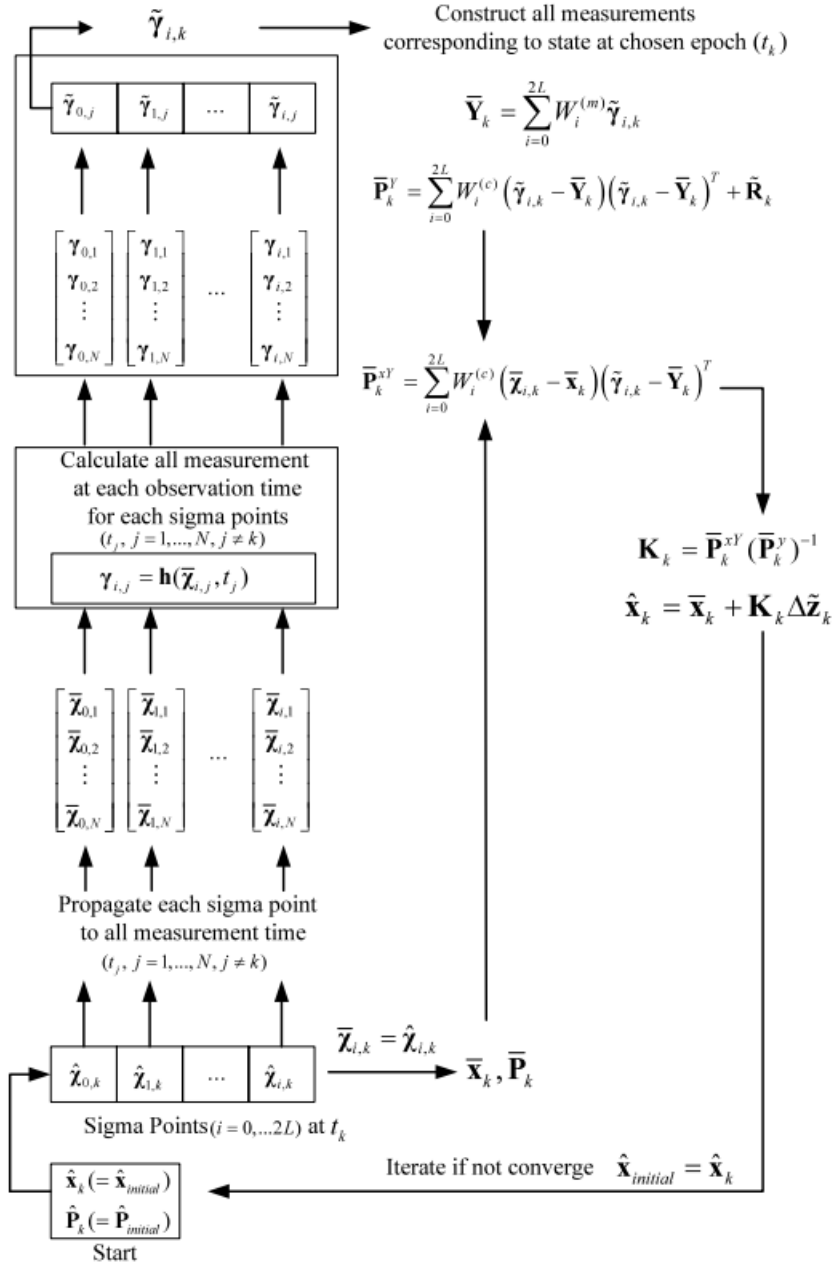 γ̃_{i,k}
Construct all measurements
corresponding to state at chosen epoch (t_k)
γ̃_{0,j} γ̃_{1,j} ... γ̃_{i,j}
Ȳ_k = ∑_{i=0}^{2L} W_i^{(m)} γ̃_{i,k}
P̄_k^Y = ∑_{i=0}^{2L} W_i^{(c)} (γ̃_{i,k} − Ȳ_k)(γ̃_{i,k} − Ȳ_k)^T + R̃_k
γ_{0,1} γ_{1,1} γ_{i,1}
γ_{0,2} γ_{1,2} ... γ_{i,2}
⋮ ⋮ ⋮
γ_{0,N} γ_{1,N} γ_{i,N}
P̄_k^{xY} = ∑_{i=0}^{2L} W_i^{(c)} (χ̄_{i,k} − x̄_k)(γ̃_{i,k} − Ȳ_k)^T
Calculate all measurement
at each observation time
for each sigma points
(t_j, j = 1,..., N, j ≠ k)
γ_{i,j} = h(χ̄_{i,j}, t_j)
K_k = P̄_k^{xY} (P̄_k^y)^{-1}
x̂_k = x̄_k + K_k Δz̃_k
χ̄_{0,1} χ̄_{1,1} χ̄_{i,1}
χ̄_{0,2} χ̄_{1,2} ... χ̄_{i,2}
⋮ ⋮ ⋮
χ̄_{0,N} χ̄_{1,N} χ̄_{i,N}
Propagate each sigma point
to all measurement time
(t_j, j = 1,..., N, j ≠ k)
χ̂_{0,k} χ̂_{1,k} ... χ̂_{i,k}
χ̄_{i,k} = χ̂_{i,k}
x̄_k, P̄_k
Sigma Points (i = 0,...2L) at t_k
Iterate if not converge x̂_{initial} = x̂_k
x̂_k (= x̂_{initial})
P̂_k (= P̂_{initial})
Start